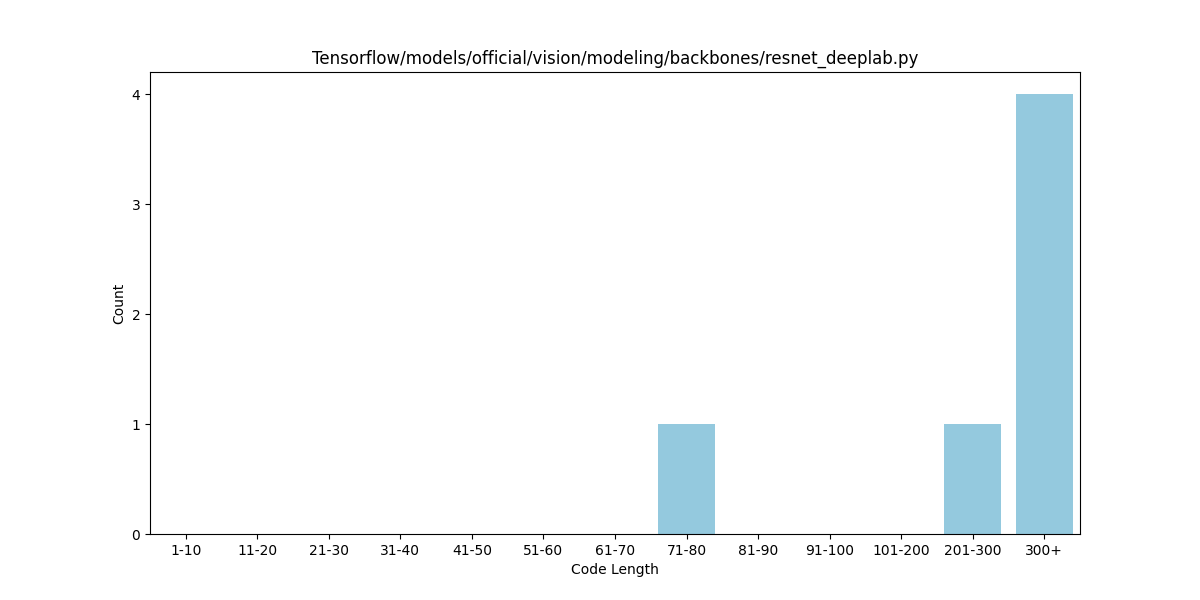 Tensorflow/models/official/vision/modeling/backbones/resnet_deeplab.py
4
3
2
1
0
Count
1-10 11-20 21-30 31-40 41-50 51-60 61-70 71-80 81-90 91-100 101-200 201-300 300+
Code Length